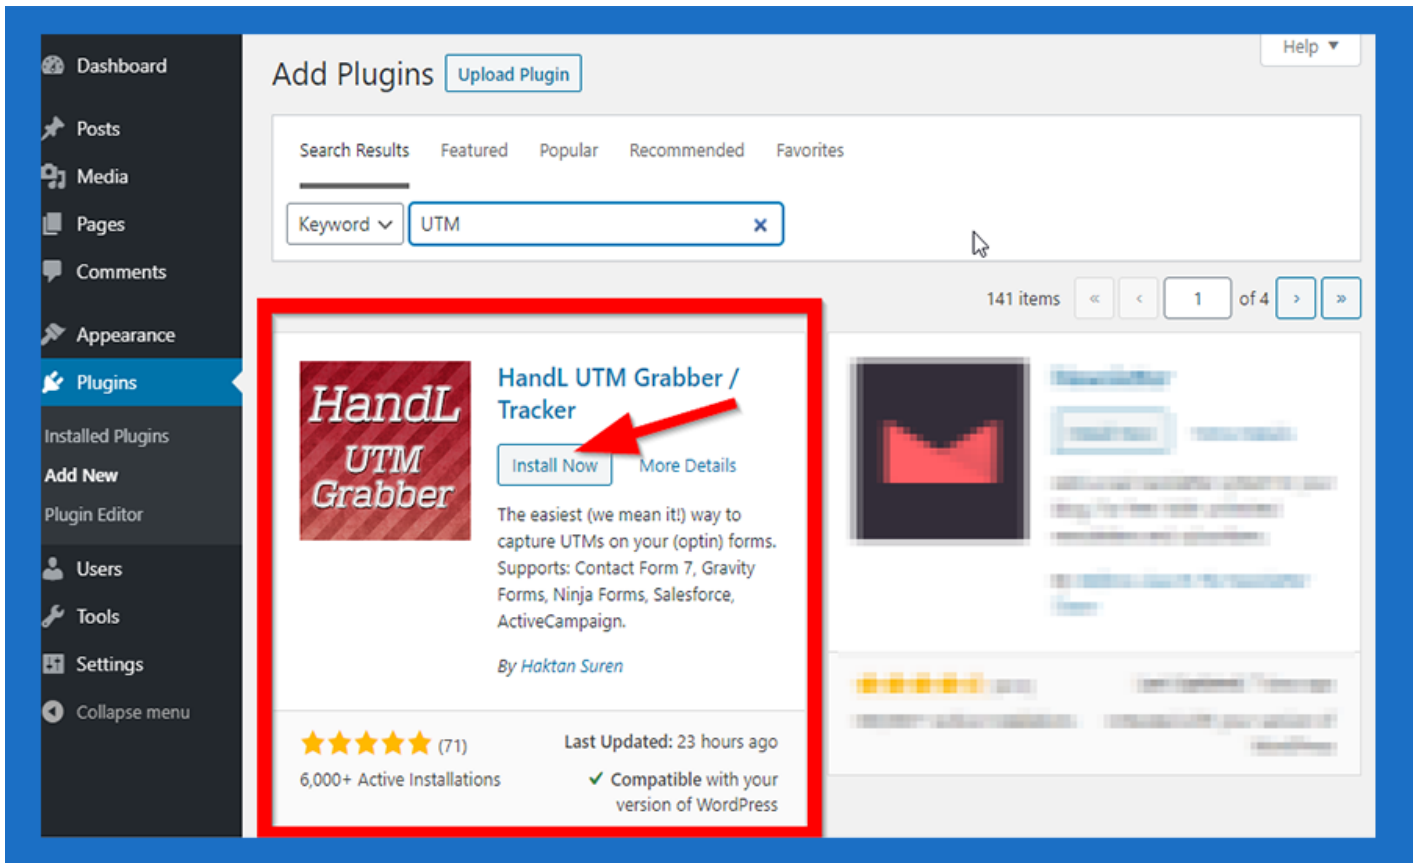 Dashboard
Posts
Media
Pages
Comments
Appearance
Plugins
Installed Plugins
Add New
Plugin Editor
Users
Tools
Settings
Collapse menu
Help
Add Plugins
Upload Plugin
Search Results Featured Popular Recommended Favorites
Keyword UTM
141 items « ‹ 1 of 4 › »
HandL
UTM
Grabber
HandL UTM Grabber /
Tracker
Install Now More Details
The easiest (we mean it!) way to
capture UTMs on your (optin) forms.
Supports: Contact Form 7, Gravity
Forms, Ninja Forms, Salesforce,
ActiveCampaign.
By Haktan Suren
(71) Last Updated: 23 hours ago
6,000+ Active Installations ✓ Compatible with your
version of WordPress